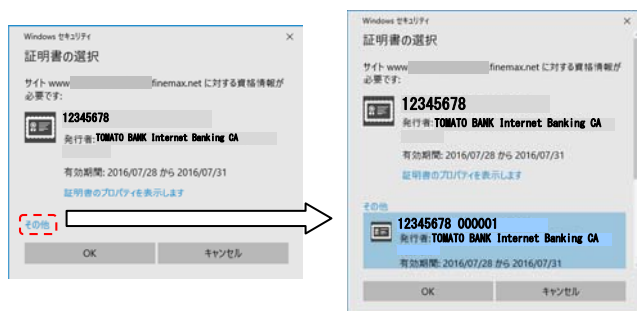 Windows セキュリティ
証明書の選択
サイト www finemax.net に対する資格情報が
必要です:
12345678
発行者:TOMATO BANK Internet Banking CA
有効期間: 2016/07/28 から 2016/07/31
証明書のプロパティを表示します
その他
OK キャンセル
Windows セキュリティ
証明書の選択
サイト www finemax.net に対する資格情報が
必要です:
12345678
発行者:TOMATO BANK Internet Banking CA
有効期間: 2016/07/28 から 2016/07/31
証明書のプロパティを表示します
その他
12345678 000001
発行者:TOMATO BANK Internet Banking CA
有効期間: 2016/07/28 から 2016/07/31
OK キャンセル